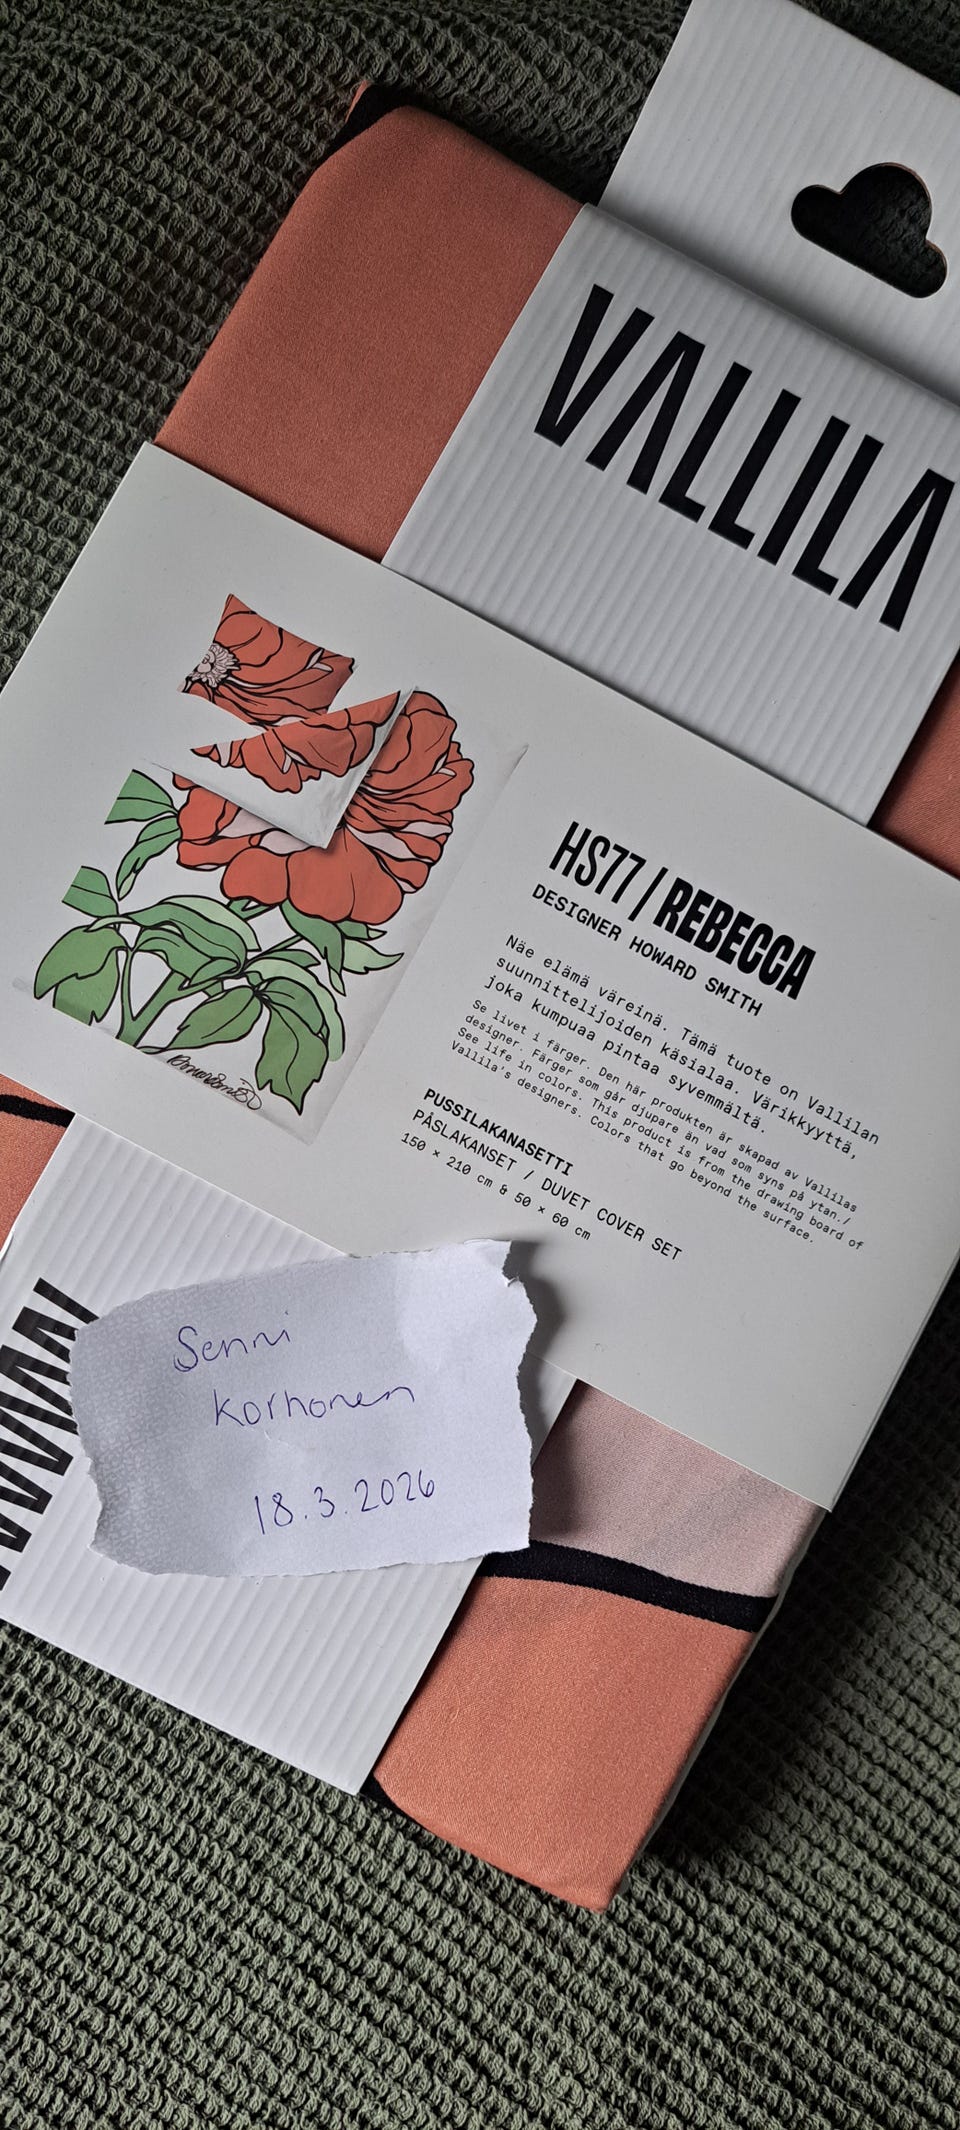 VALLILA
HS77 / REBECCA
DESIGNER HOWARD SMITH
Näe elämä väreinä. Tämä tuote on Vallilan
suunnittelijoiden käsialaa. Värikkyyttä,
joka kumpuaa pintaa syvemmältä.
Se livet i färger. Den här produkten är skapad av Vallilas
designer. Färger som går djupare än vad som syns på ytan./
See life in colors. This product is from the drawing board of
Vallila's designers. Colors that go beyond the surface.
PUSSILAKANASETTI
PÅSLAKANSET / DUVET COVER SET
150 × 210 cm & 50 × 60 cm
Senni
Korhonen
18.3.2026